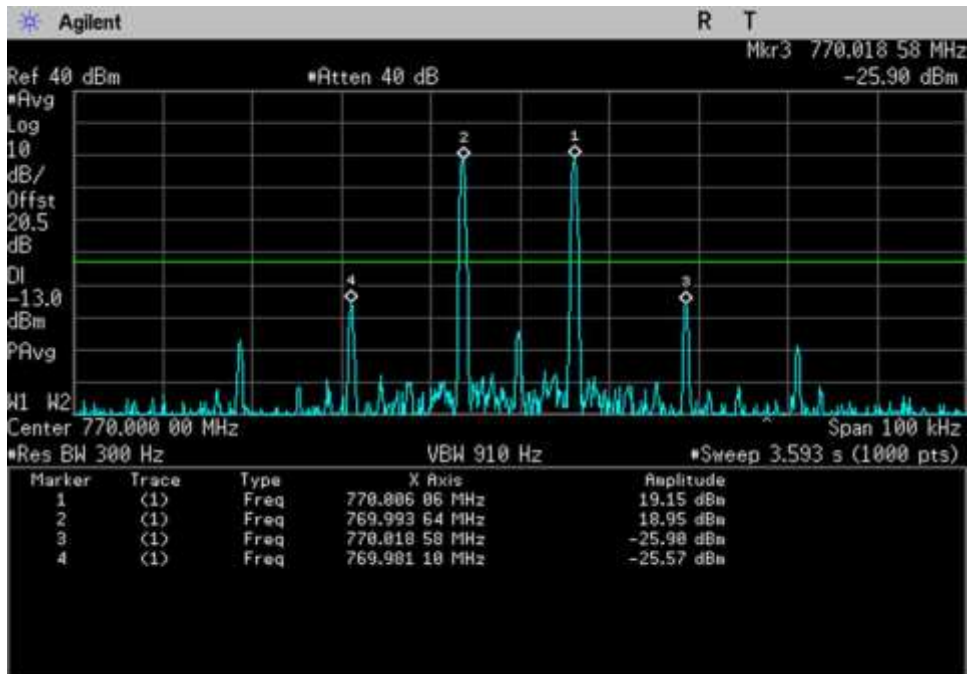 Agilent R T
Mkr3 770.018 58 MHz
Ref 40 dBm #Atten 40 dB -25.90 dBm
#Avg
Log
10
dB/
Offst
20.5
dB
DI
-13.0
dBm
PAvg
W1 W2
2
1
4
3
Center 770.000 00 MHz Span 100 kHz
#Res BW 300 Hz VBW 910 Hz #Sweep 3.593 s (1000 pts)
Marker Trace Type X Axis Amplitude
1 (1) Freq 770.006 06 MHz 19.15 dBm
2 (1) Freq 769.993 64 MHz 18.95 dBm
3 (1) Freq 770.018 58 MHz -25.90 dBm
4 (1) Freq 769.981 10 MHz -25.57 dBm